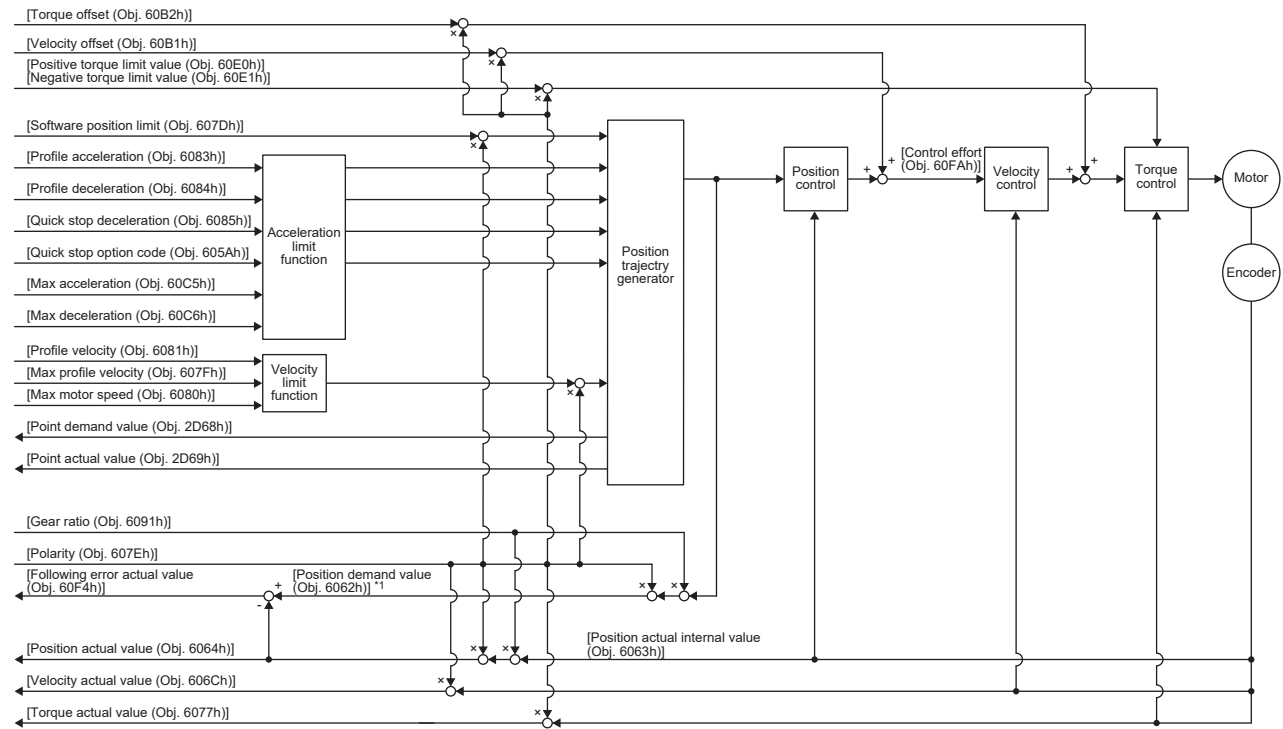 [Torque offset (Obj. 60B2h)]
×
[Velocity offset (Obj. 60B1h)]
×
[Positive torque limit value (Obj. 60E0h)]
[Negative torque limit value (Obj. 60E1h)]
×
[Software position limit (Obj. 607Dh)]
×
[Profile acceleration (Obj. 6083h)]
[Profile deceleration (Obj. 6084h)]
[Quick stop deceleration (Obj. 6085h)]
[Quick stop option code (Obj. 605Ah)]
[Max acceleration (Obj. 60C5h)]
[Max deceleration (Obj. 60C6h)]
Acceleration
limit
function
Position
trajectry
generator
Position
control
+
+
[Control effort
(Obj. 60FAh)]
Velocity
control
+
+
Torque
control
Motor
Encoder
[Profile velocity (Obj. 6081h)]
[Max profile velocity (Obj. 607Fh)]
[Max motor speed (Obj. 6080h)]
Velocity
limit
function
×
[Point demand value (Obj. 2D68h)]
[Point actual value (Obj. 2D69h)]
[Gear ratio (Obj. 6091h)]
[Polarity (Obj. 607Eh)]
[Following error actual value
(Obj. 60F4h)]
+
-
[Position demand value
(Obj. 6062h)] *1
×
×
[Position actual value (Obj. 6064h)]
×
×
[Position actual internal value
(Obj. 6063h)]
[Velocity actual value (Obj. 606Ch)]
×
[Torque actual value (Obj. 6077h)]
×